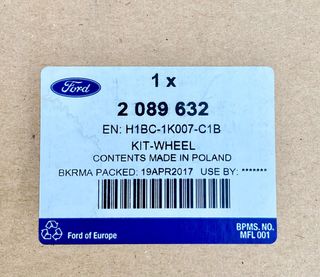 1 x
Ford
2 089 632
EN: H1BC-1K007-C1B
KIT-WHEEL
CONTENTS MADE IN POLAND
BKRMA PACKED: 19APR2017 USE BY: *******
Ford of Europe
BPMS. NO.
MFL 001